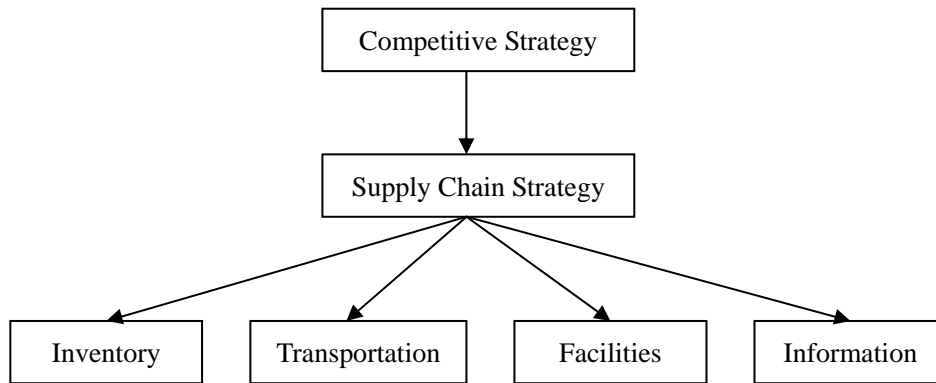 Competitive Strategy
Supply Chain Strategy
Inventory
Transportation
Facilities
Information